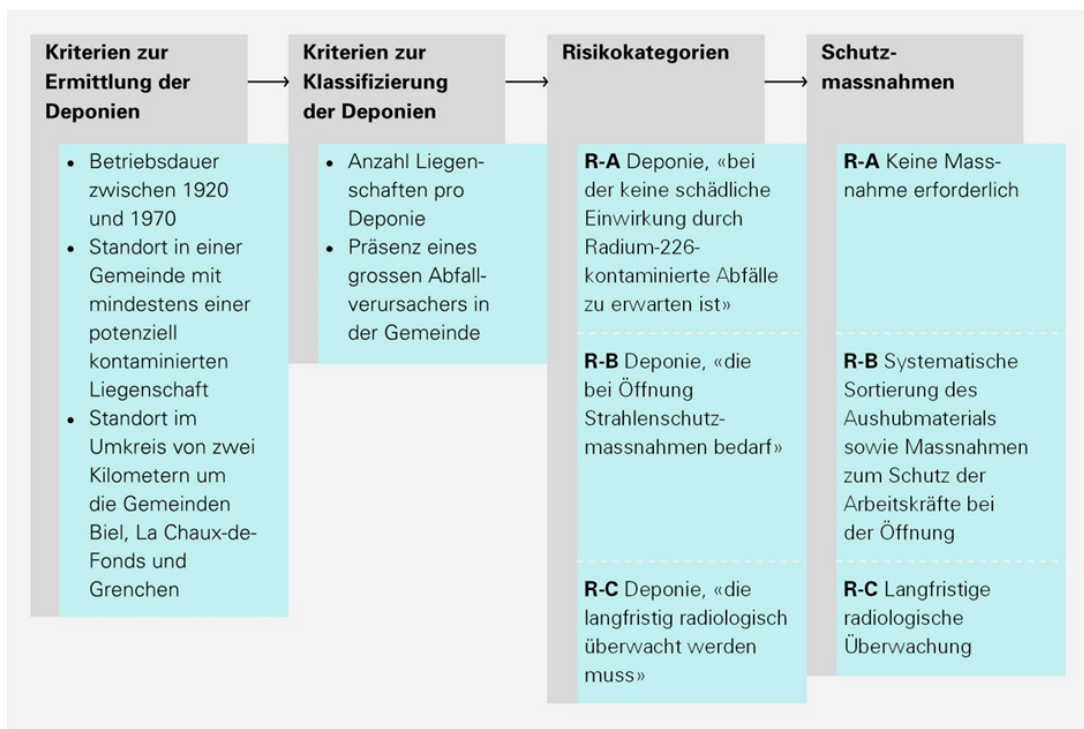 Kriterien zur
Ermittlung der
Deponien
Kriterien zur
Klassifizierung
der Deponien
Risikokategorien
Schutz-
massnahmen
• Betriebsdauer
zwischen 1920
und 1970
• Standort in einer
Gemeinde mit
mindestens einer
potenziell
kontaminierten
Liegenschaft
• Standort im
Umkreis von zwei
Kilometern um
die Gemeinden
Biel, La Chaux-de-
Fonds und
Grenchen
• Anzahl Liegen-
schaften pro
Deponie
• Präsenz eines
grossen Abfall-
verursachers in
der Gemeinde
R-A Deponie, «bei
der keine schädliche
Einwirkung durch
Radium-226-
kontaminierte Abfälle
zu erwarten ist»
R-B Deponie, «die
bei Öffnung
Strahlenschutz-
massnahmen bedarf»
R-C Deponie, «die
langfristig radiologisch
überwacht werden
muss»
R-A Keine Mass-
nahme erforderlich
R-B Systematische
Sortierung des
Aushubmaterials
sowie Massnahmen
zum Schutz der
Arbeitskräfte bei
der Öffnung
R-C Langfristige
radiologische
Überwachung